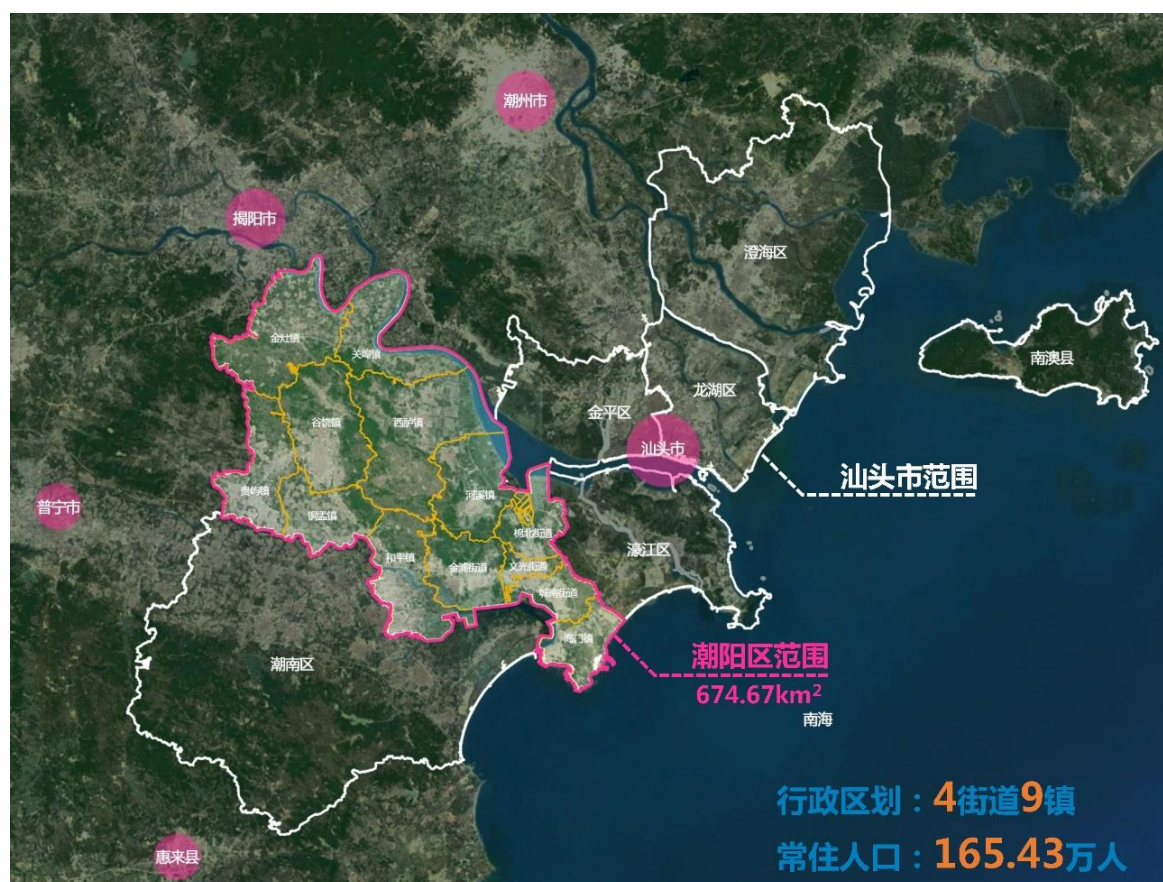 潮州市
揭阳市
澄海区
金灶镇
关埠镇
南澳县
龙湖区
金平区
谷饶镇
西胪镇
汕头市
汕头市范围
贵屿镇
河溪镇
普宁市
铜盂镇
棉北街道
濠江区
和平镇
金浦街道
文光街道
城南街道
海门镇
潮南区
潮阳区范围
674.67km²
南海
行政区划：4街道9镇
常住人口：165.43万人
惠来县